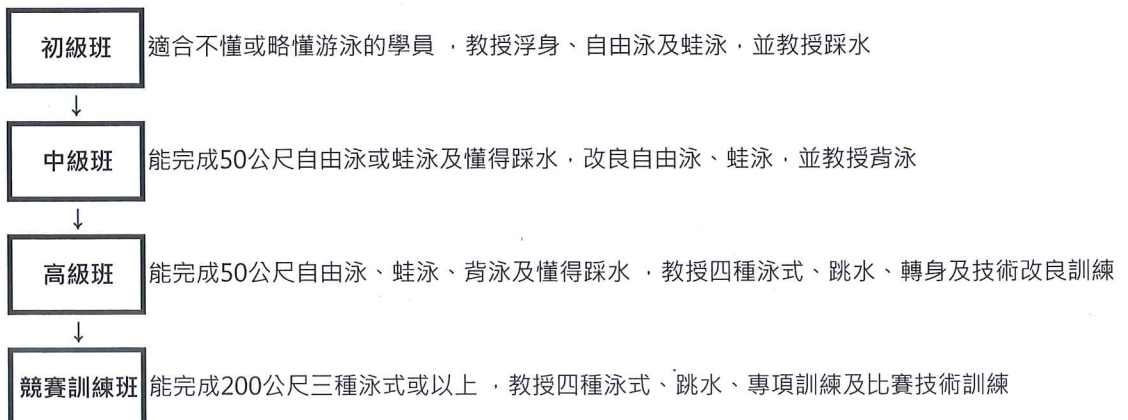 初級班 適合不懂或略懂游泳的學員 ，教授浮身、自由泳及蛙泳，並教授踩水
↓
中級班 能完成50公尺自由泳或蛙泳及懂得踩水，改良自由泳、蛙泳，並教授背泳
↓
高級班 能完成50公尺自由泳、蛙泳、背泳及懂得踩水 ，教授四種泳式、跳水、轉身及技術改良訓練
↓
競賽訓練班 能完成200公尺三種泳式或以上 ，教授四種泳式、跳水、專項訓練及比賽技術訓練